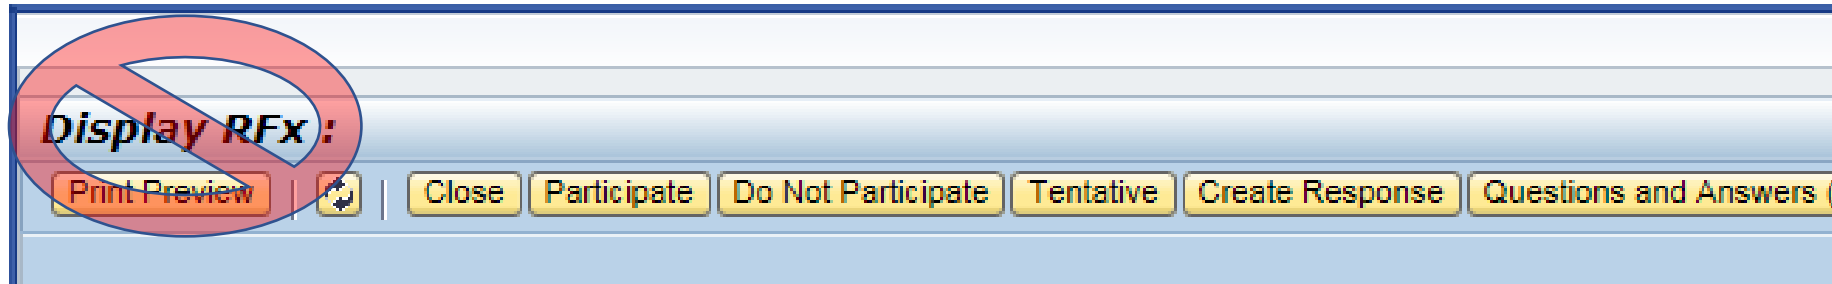 Display RFx :
Print Preview Close Participate Do Not Participate Tentative Create Response Questions and Answers (